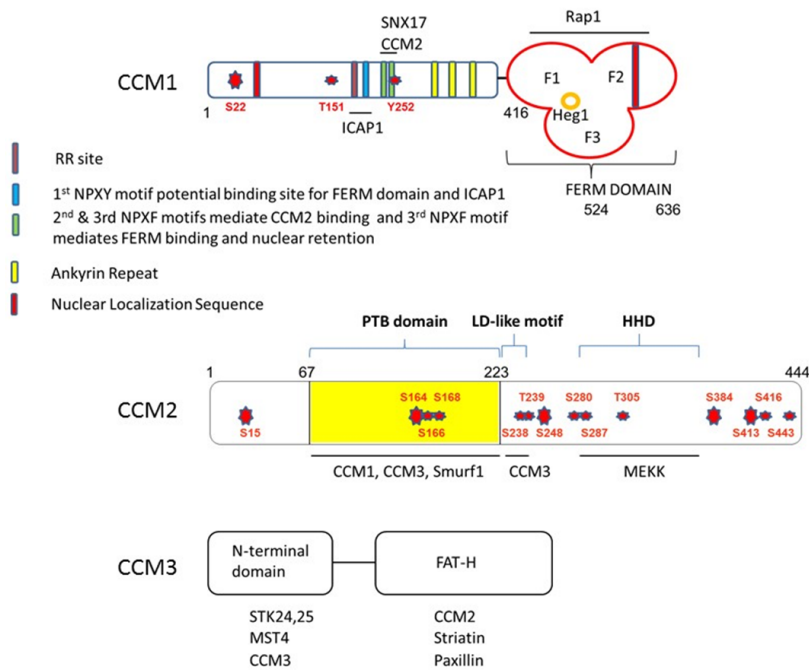 SNX17
CCM2
Rap1
CCM1
F1
F2
Heg1
F3
1
S22
T151
Y252
416
ICAP1
FERM DOMAIN
524
636
RR site
1st NPXY motif potential binding site for FERM domain and ICAP1
2nd & 3rd NPXF motifs mediate CCM2 binding and 3rd NPXF motif
mediates FERM binding and nuclear retention
Ankyrin Repeat
Nuclear Localization Sequence
PTB domain
LD-like motif
HHD
1
67
223
444
CCM2
S164
S168
T239
S280
T305
S384
S416
S15
S166
S238
S248
S287
S413
S443
CCM1, CCM3, Smurf1
CCM3
MEKK
CCM3
N-terminal
domain
FAT-H
STK24,25
MST4
CCM3
CCM2
Striatin
Paxillin